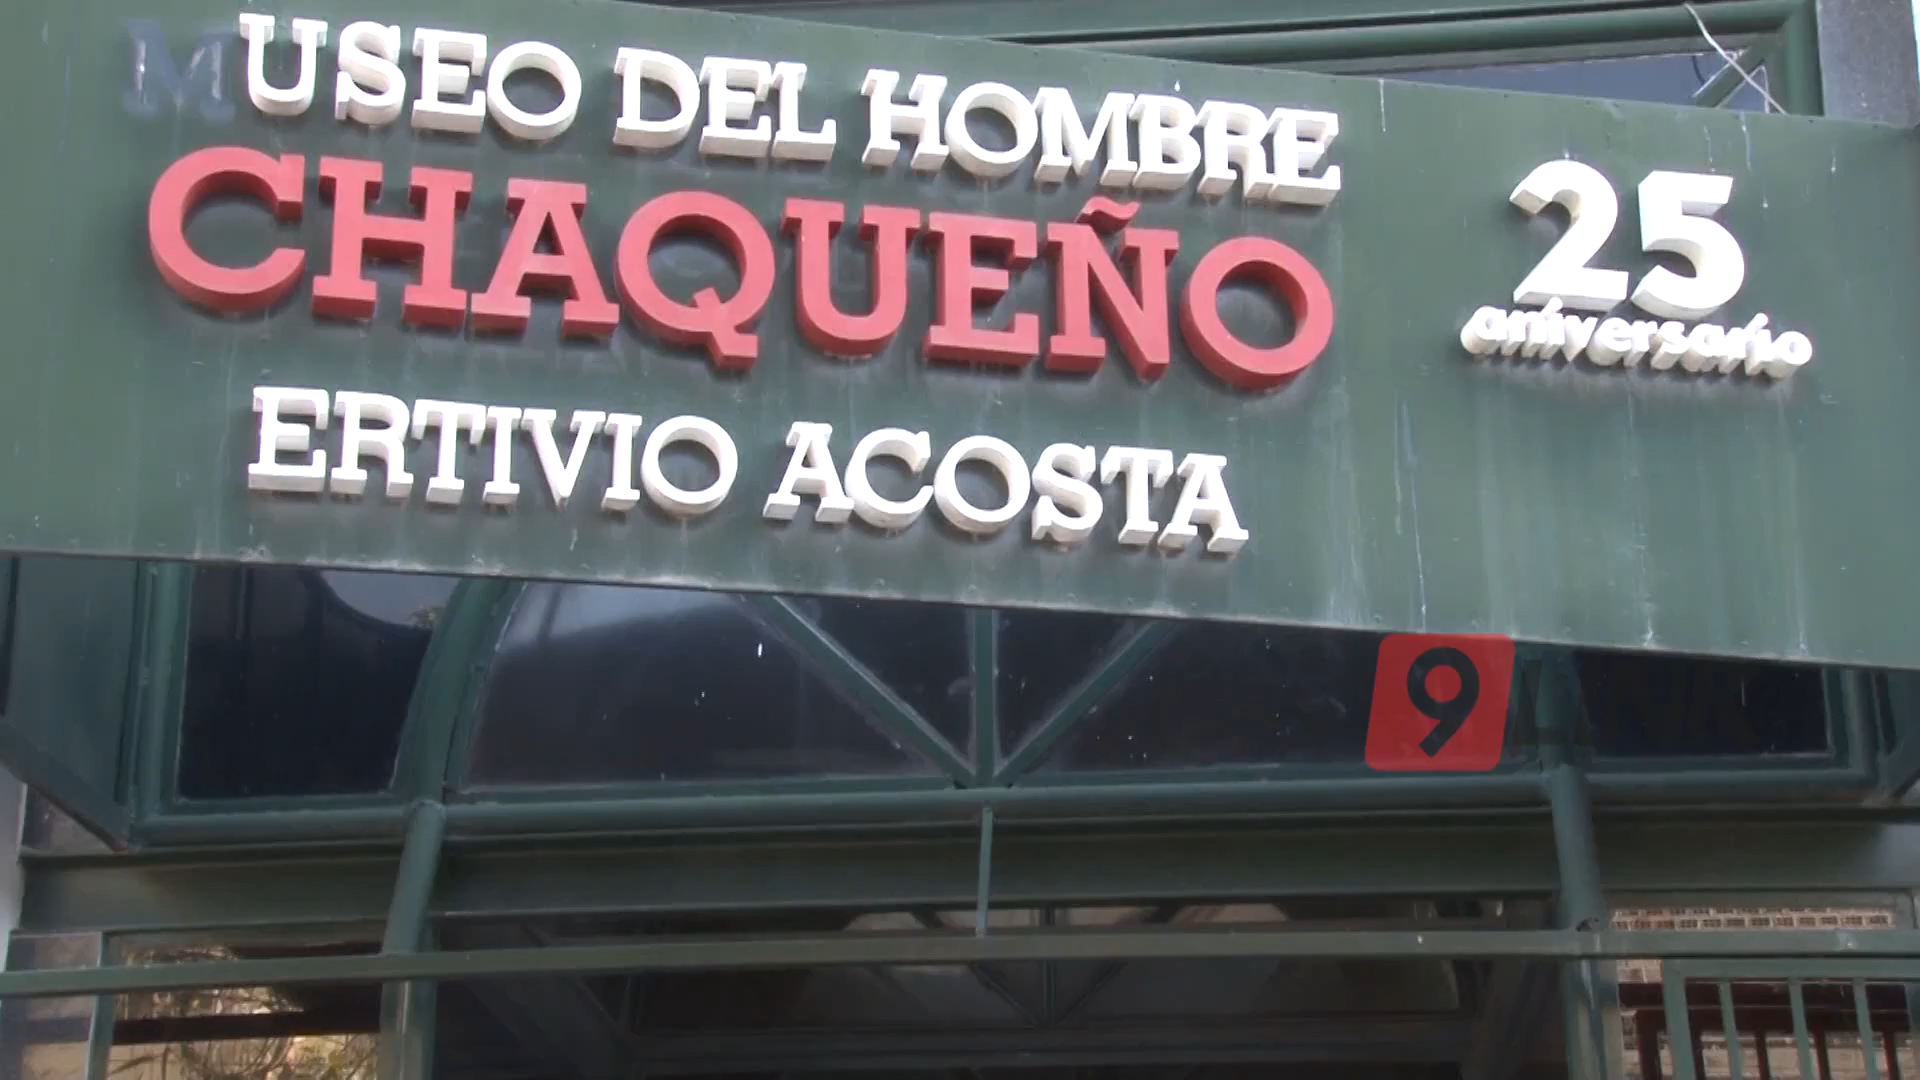 MUSEO DEL HOMBRE
CHAQUEÑO
ERTIVIO ACOSTA
25
aniversario
9